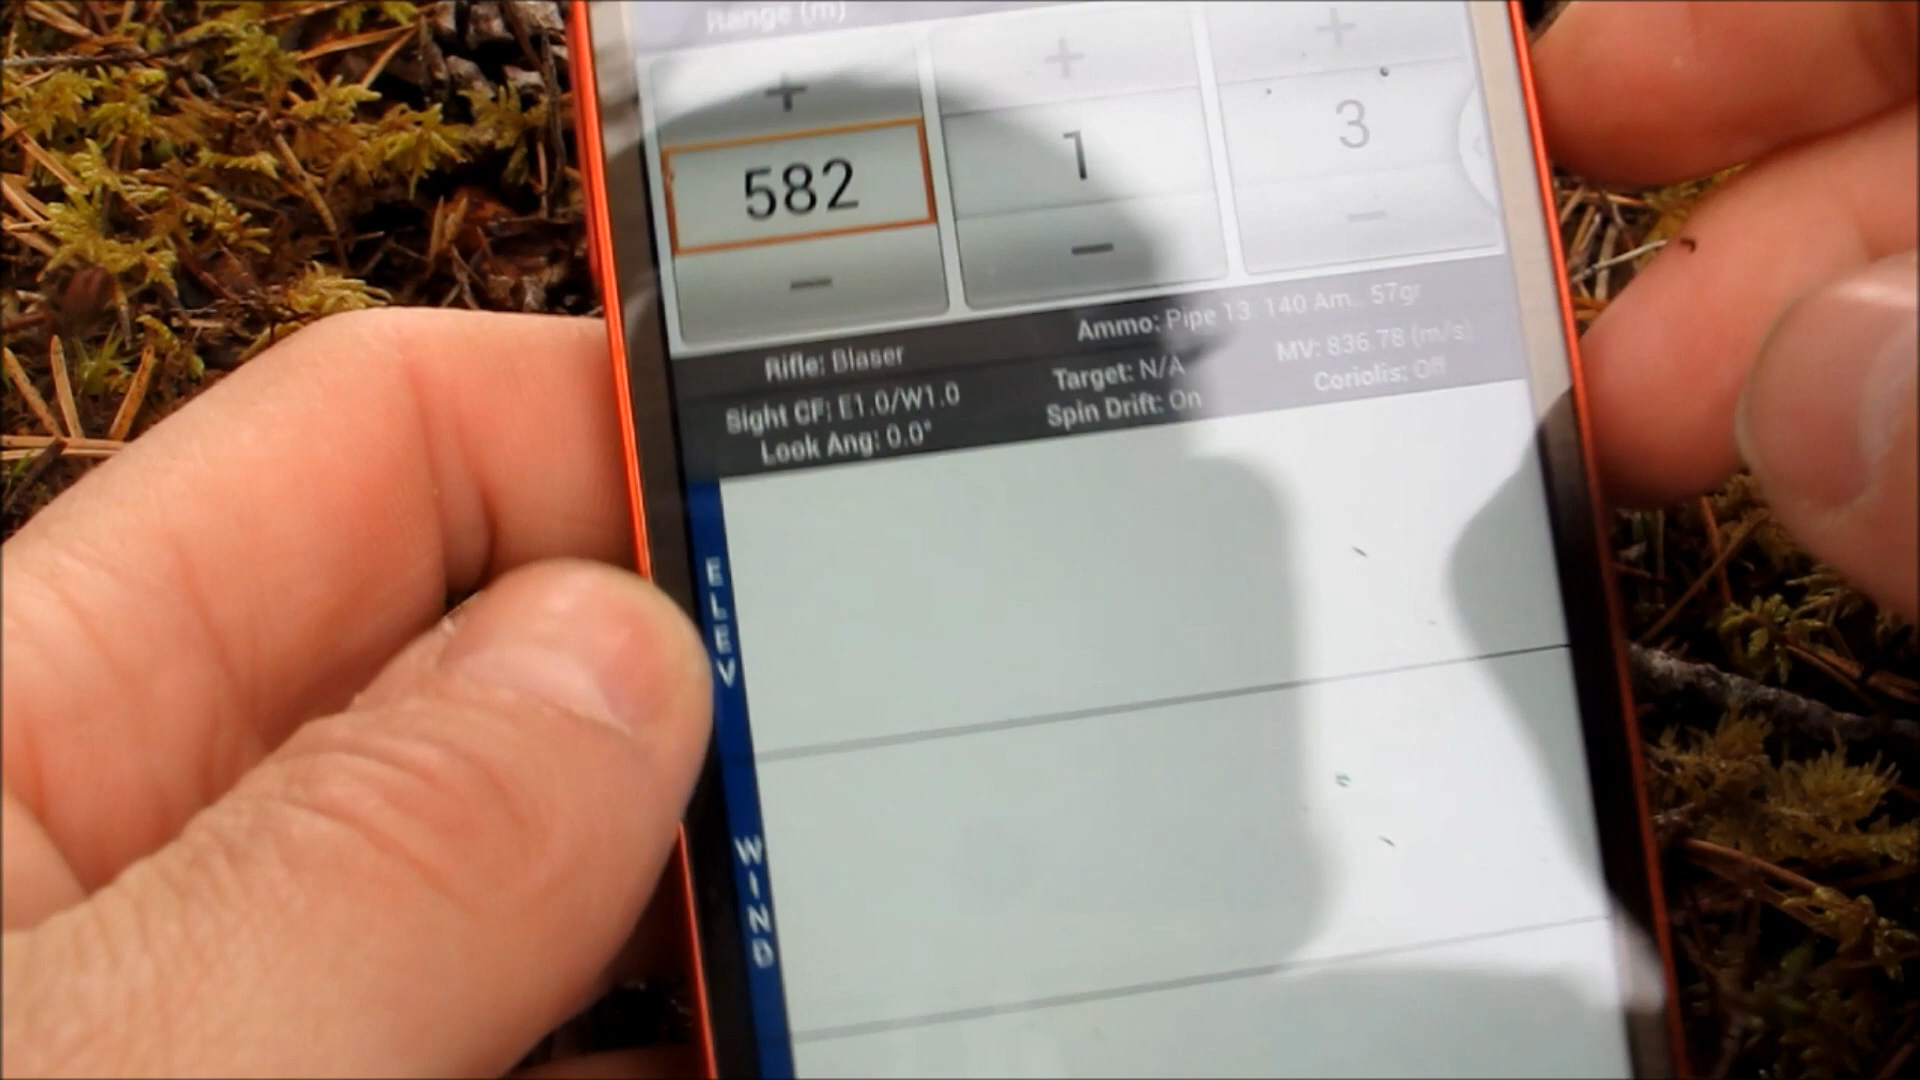 Range (m)
+ + +
582 1 3
− − −
Rifle: Blaser
Ammo: Pipe 13: 140 Am.. 57gr
Sight CF: E1.0/W1.0
Target: N/A
MV: 836.78 (m/s)
Look Ang: 0.0°
Spin Drift: On
Coriolis: Off
ELEV
WIND